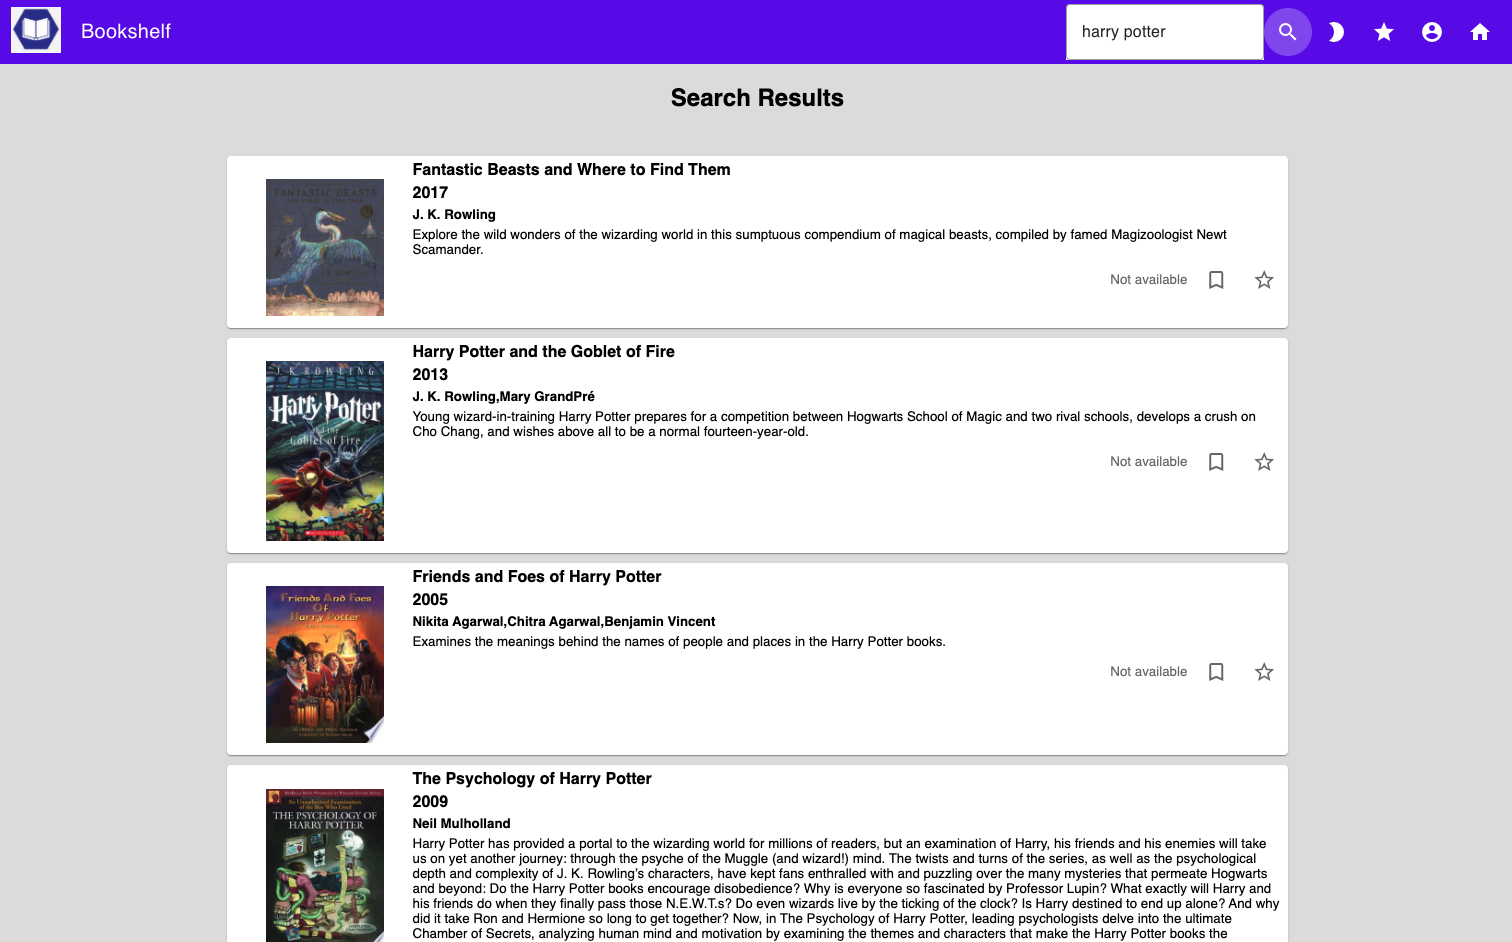 Bookshelf
harry potter
Search Results
FANTASTIC BEASTS
Fantastic Beasts and Where to Find Them
2017
J. K. Rowling
Explore the wild wonders of the wizarding world in this sumptuous compendium of magical beasts, compiled by famed Magizoologist Newt
Scamander.
Not available
J. K. ROWLING
Harry Potter
and the
Goblet of Fire
Harry Potter and the Goblet of Fire
2013
J. K. Rowling,Mary GrandPré
Young wizard-in-training Harry Potter prepares for a competition between Hogwarts School of Magic and two rival schools, develops a crush on
Cho Chang, and wishes above all to be a normal fourteen-year-old.
Not available
Friends And Foes
Of
Harry Potter
Friends and Foes of Harry Potter
2005
Nikita Agarwal,Chitra Agarwal,Benjamin Vincent
Examines the meanings behind the names of people and places in the Harry Potter books.
Not available
An Unauthorized Examination
of the Boy Who Lived
THE PSYCHOLOGY OF
HARRY POTTER
The Psychology of Harry Potter
2009
Neil Mulholland
Harry Potter has provided a portal to the wizarding world for millions of readers, but an examination of Harry, his friends and his enemies will take
us on yet another journey: through the psyche of the Muggle (and wizard!) mind. The twists and turns of the series, as well as the psychological
depth and complexity of J. K. Rowling's characters, have kept fans enthralled with and puzzling over the many mysteries that permeate Hogwarts
and beyond: Do the Harry Potter books encourage disobedience? Why is everyone so fascinated by Professor Lupin? What exactly will Harry and
his friends do when they finally pass those N.E.W.T.s? Do even wizards live by the ticking of the clock? Is Harry destined to end up alone? And why
did it take Ron and Hermione so long to get together? Now, in The Psychology of Harry Potter, leading psychologists delve into the ultimate
Chamber of Secrets, analyzing human mind and motivation by examining the themes and characters that make the Harry Potter books the